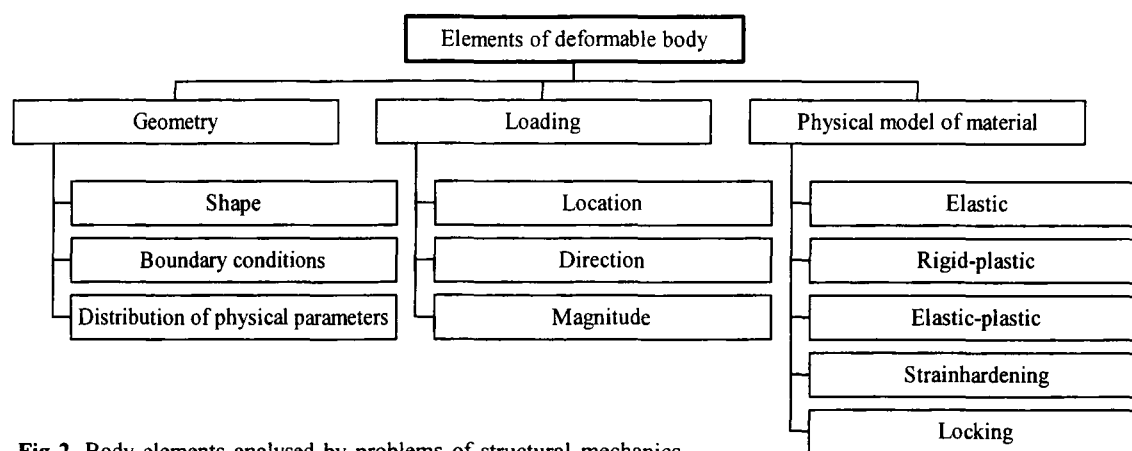 Elements of deformable body
Geometry
Loading
Physical model of material
Shape
Boundary conditions
Distribution of physical parameters
Location
Direction
Magnitude
Elastic
Rigid-plastic
Elastic-plastic
Strainhardening
Locking
Fig 2. Body elements analysed by problems of structural mechanics